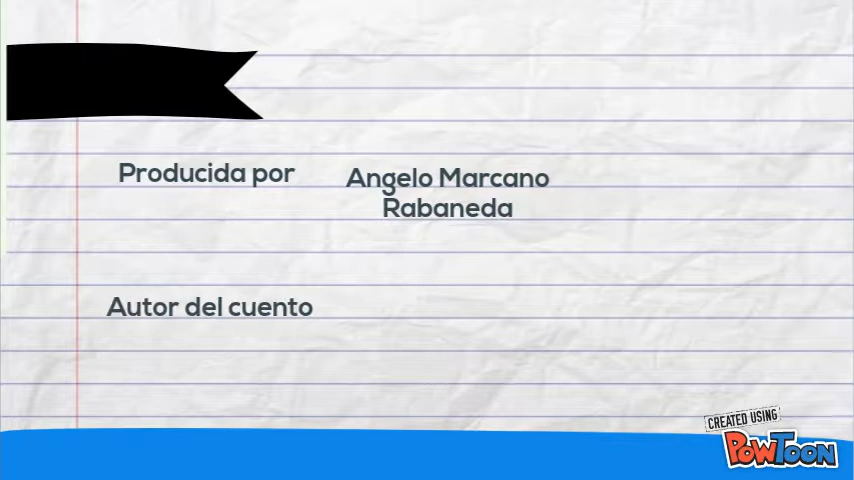 Producida por
Angelo Marcano
Rabaneda
Autor del cuento
CREATED USING
POWTOON